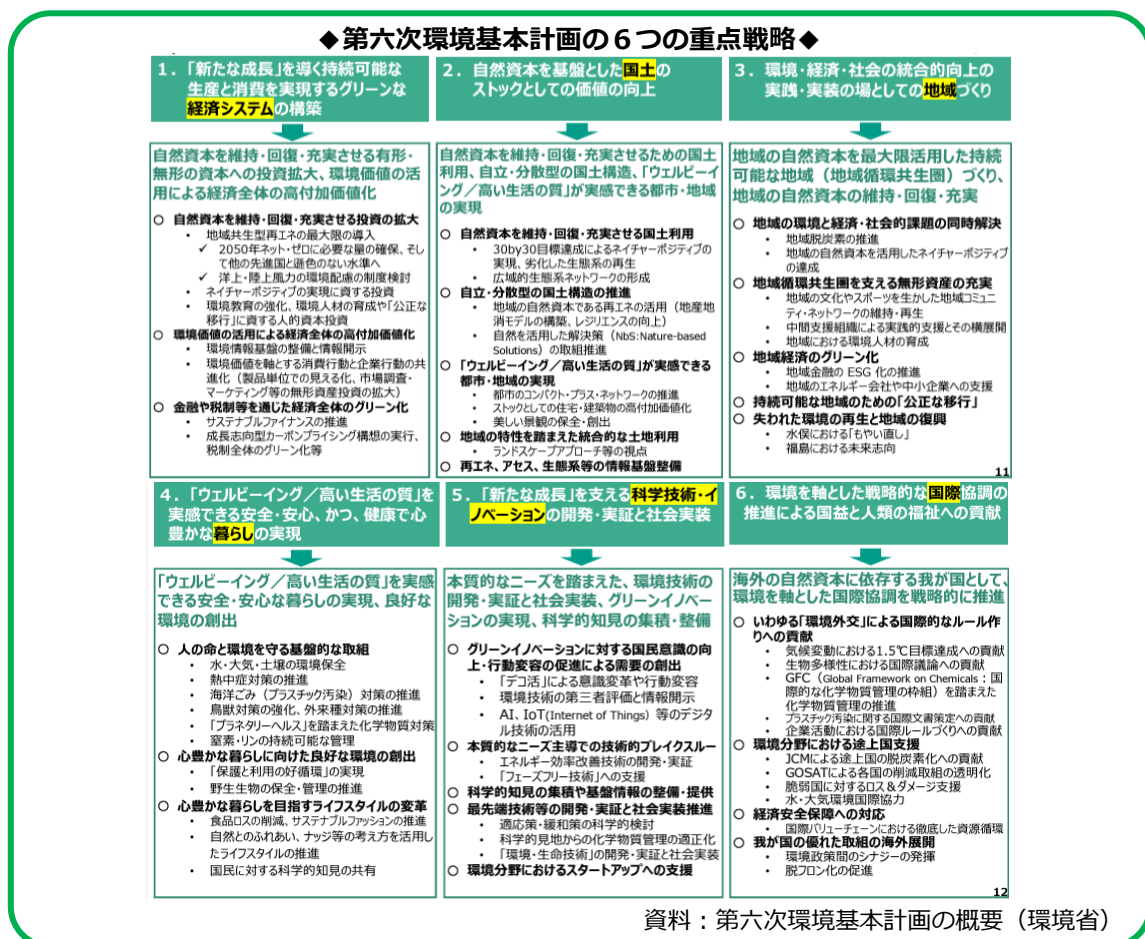 ◆第六次環境基本計画の６つの重点戦略◆
１．「新たな成長」を導く持続可能な
生産と消費を実現するグリーンな
経済システムの構築
自然資本を維持・回復・充実させる有形・
無形の資本への投資拡大、環境価値の活
用による経済全体の高付加価値化
○ 自然資本を維持・回復・充実させる投資の拡大
・ 地域共生型再エネの最大限の導入
✓ 2050年ネット・ゼロに必要な量の確保、そし
て他の先進国と遜色のない水準へ
✓ 洋上・陸上風力の環境配慮の制度検討
・ ネイチャーポジティブの実現に資する投資
・ 環境教育の強化、環境人材の育成や「公正な
移行」に資する人的資本投資
○ 環境価値の活用による経済全体の高付加価値化
・ 環境情報基盤の整備と情報開示
・ 環境価値を軸とする消費行動と企業行動の共
進化（製品単位での見える化、市場調査・
マーケティング等の無形資産投資の拡大）
○ 金融や税制等を通じた経済全体のグリーン化
・ サステナブルファイナンスの推進
・ 成長志向型カーボンプライシング構想の実行、
税制全体のグリーン化等
２．自然資本を基盤とした国土の
ストックとしての価値の向上
自然資本を維持・回復・充実させるための国土
利用、自立・分散型の国土構造、「ウェルビーイ
ング／高い生活の質」が実感できる都市・地域
の実現
○ 自然資本を維持・回復・充実させる国土利用
・ 30by30目標達成によるネイチャーポジティブの
実現、劣化した生態系の再生
・ 広域的生態系ネットワークの形成
○ 自立・分散型の国土構造の推進
・ 地域の自然資本である再エネの活用（地産地
消モデルの構築、レジリエンスの向上）
・ 自然を活用した解決策（NbS:Nature-based
Solutions）の取組推進
○ 「ウェルビーイング／高い生活の質」が実感できる
都市・地域の実現
・ 都市のコンパクト・プラス・ネットワークの推進
・ ストックとしての住宅・建築物の高付加価値化
・ 美しい景観の保全・創出
○ 地域の特性を踏まえた統合的な土地利用
・ ランドスケープアプローチ等の視点
○ 再エネ、アセス、生態系等の情報基盤整備
３．環境・経済・社会の統合的向上の
実践・実装の場としての地域づくり
地域の自然資本を最大限活用した持続
可能な地域（地域循環共生圏）づくり、
地域の自然資本の維持・回復・充実
○ 地域の環境と経済・社会的課題の同時解決
・ 地域脱炭素の推進
・ 地域の自然資本を活用したネイチャーポジティブ
の達成
○ 地域循環共生圏を支える無形資産の充実
・ 地域の文化やスポーツを生かした地域コミュニ
ティ・ネットワークの維持・再生
・ 中間支援組織による実践的支援とその横展開
・ 地域における環境人材の育成
○ 地域経済のグリーン化
・ 地域金融の ESG 化の推進
・ 地域のエネルギー会社や中小企業への支援
○ 持続可能な地域のための「公正な移行」
○ 失われた環境の再生と地域の復興
・ 水俣における「もやい直し」
・ 福島における未来志向
11
４．「ウェルビーイング／高い生活の質」を
実感できる安全・安心、かつ、健康で心
豊かな暮らしの実現
「ウェルビーイング／高い生活の質」を実感
できる安全・安心な暮らしの実現、良好な
環境の創出
○ 人の命と環境を守る基盤的な取組
・ 水・大気・土壌の環境保全
・ 熱中症対策の推進
・ 海洋ごみ（プラスチック汚染）対策の推進
・ 鳥獣対策の強化、外来種対策の推進
・ 「プラネタリーヘルス」を踏まえた化学物質対策
・ 窒素・リンの持続可能な管理
○ 心豊かな暮らしに向けた良好な環境の創出
・ 「保護と利用の好循環」の実現
・ 野生生物の保全・管理の推進
○ 心豊かな暮らしを目指すライフスタイルの変革
・ 食品ロスの削減、サステナブルファッションの推進
・ 自然とのふれあい、ナッジ等の考え方を活用し
たライフスタイルの推進
・ 国民に対する科学的知見の共有
５．「新たな成長」を支える科学技術・イ
ノベーションの開発・実証と社会実装
本質的なニーズを踏まえた、環境技術の
開発・実証と社会実装、グリーンイノベー
ションの実現、科学的知見の集積・整備
○ グリーンイノベーションに対する国民意識の向
上・行動変容の促進による需要の創出
・ 「デコ活」による意識変革や行動変容
・ 環境技術の第三者評価と情報開示
・ AI、IoT(Internet of Things）等のデジタ
ル技術の活用
○ 本質的なニーズ主導での技術的ブレイクスルー
・ エネルギー効率改善技術の開発・実証
・ 「フェーズフリー技術」への支援
○ 科学的知見の集積や基盤情報の整備・提供
○ 最先端技術等の開発・実証と社会実装推進
・ 適応策・緩和策の科学的検討
・ 科学的見地からの化学物質管理の適正化
・ 「環境・生命技術」の開発・実証と社会実装
○ 環境分野におけるスタートアップへの支援
６．環境を軸とした戦略的な国際協調の
推進による国益と人類の福祉への貢献
海外の自然資本に依存する我が国として、
環境を軸とした国際協調を戦略的に推進
○ いわゆる「環境外交」による国際的なルール作
りへの貢献
・ 気候変動における1.5℃目標達成への貢献
・ 生物多様性における国際議論への貢献
・ GFC（Global Framework on Chemicals：国
際的な化学物質管理の枠組）を踏まえた
化学物質管理の推進
・ プラスチック汚染に関する国際文書策定への貢献
・ 企業活動における国際ルールづくりへの貢献
○ 環境分野における途上国支援
・ JCMによる途上国の脱炭素化への貢献
・ GOSATによる各国の削減取組の透明化
・ 脆弱国に対するロス＆ダメージ支援
・ 水・大気環境国際協力
○ 経済安全保障への対応
・ 国際バリューチェーンにおける徹底した資源循環
○ 我が国の優れた取組の海外展開
・ 環境政策間のシナジーの発揮
・ 脱フロン化の促進
12
資料：第六次環境基本計画の概要（環境省）